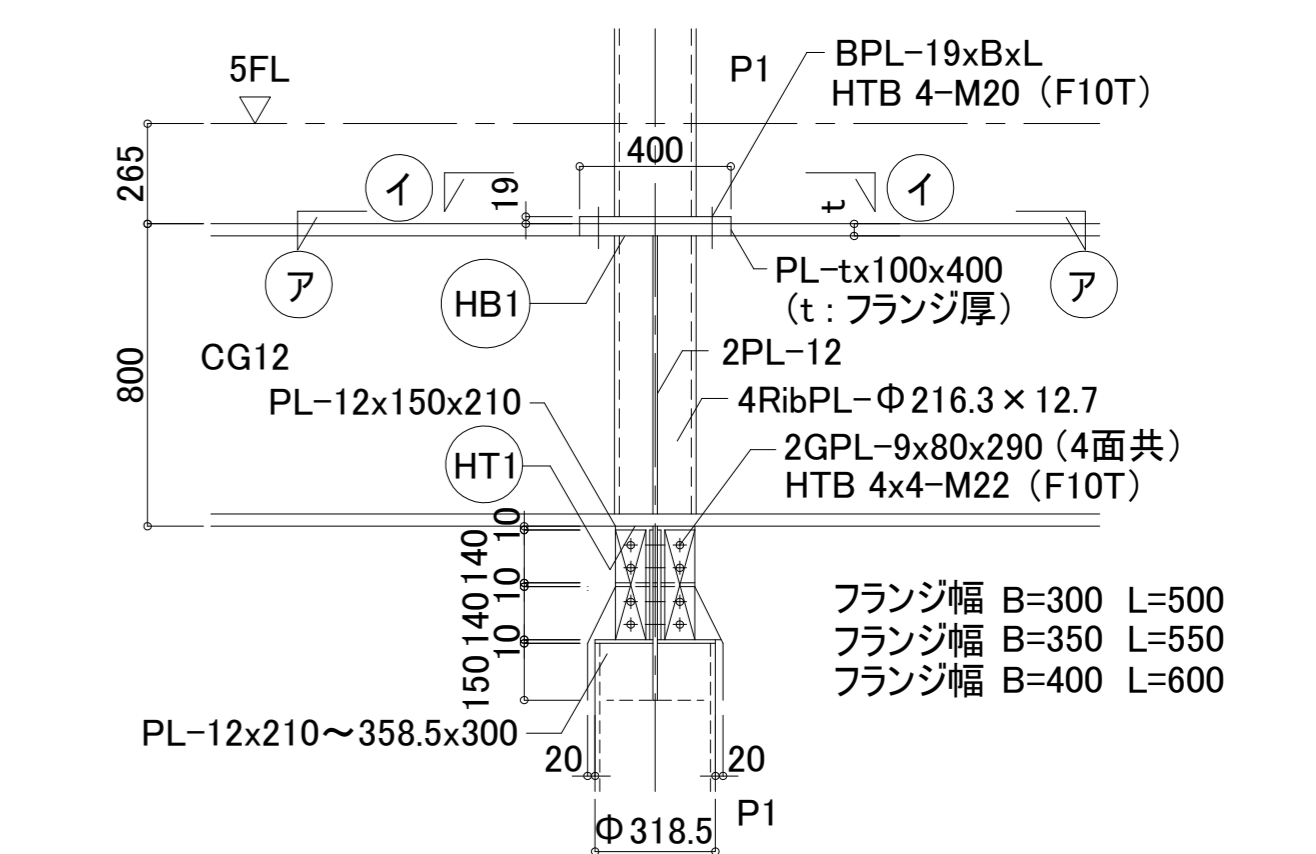 5FL
P1
BPL-19xBxL
HTB 4-M20（F10T）
265
400
イ
19
t
イ
ア
HB1
PL-tx100x400
（t：フランジ厚）
ア
800
CG12
2PL-12
PL-12x150x210
4RibPL-Φ216.3×12.7
HT1
2GPL-9x80x290（4面共）
HTB 4x4-M22（F10T）
10
140
10
140
10
150
フランジ幅 B=300 L=500
フランジ幅 B=350 L=550
フランジ幅 B=400 L=600
PL-12x210～358.5x300
20
20
Φ318.5
P1